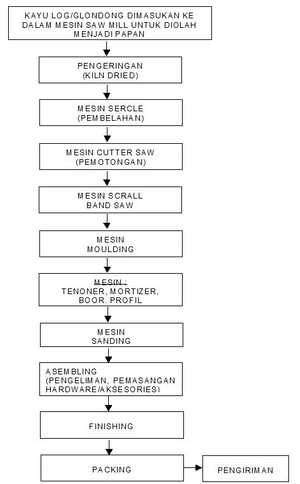 KAYU LOG/GLONDONG DIMASUKAN KE
DALAM MESIN SAW MILL UNTUK DIOLAH
MENJADI PAPAN
PENGERINGAN
(KILN DRIED)
MESIN SERCLE
(PEMBELAHAN)
MESIN CUTTER SAW
(PEMOTONGAN)
MESIN SCRALL
BAND SAW
MESIN
MOULDING
MESIN
TENONER, MORTIZER,
BOOR, PROFIL
MESIN
SANDING
ASEMBLING
(PENGELIMAN, PEMASANGAN
HARDWARE/AKSESORIES)
FINISHING
PACKING
PENGIRIMAN